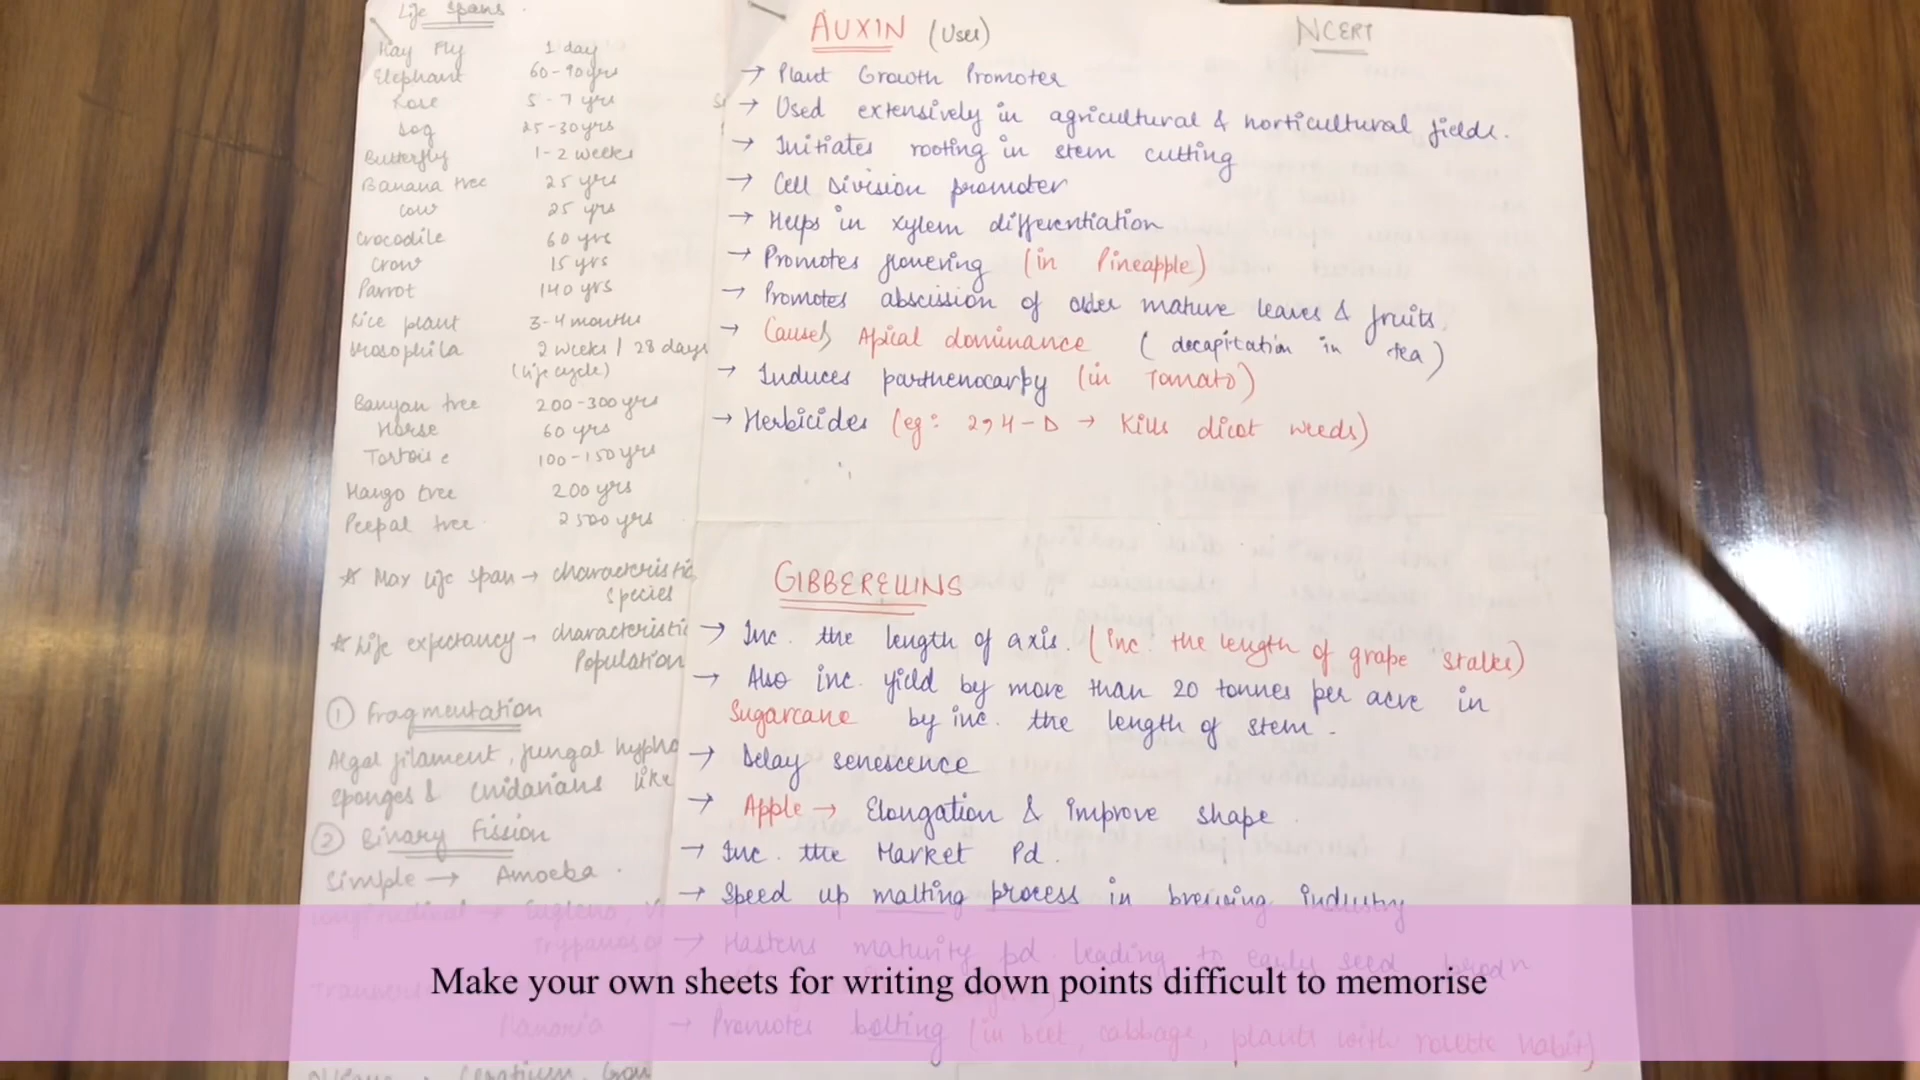 Life Spans
May Fly 1 day
Elephant 60-90yrs
Rose 5-7 yrs
Dog 25-30yrs
Butterfly 1-2 weeks
Banana tree 25 yrs
Cow 25 yrs
Crocodile 60 yrs
Crow 15 yrs
Parrot 140 yrs
Rice plant 3-4 months
Drosophila 2 weeks / 28 days
(life cycle)
Banyan tree 200-300 yrs
Horse 60 yrs
Tortoise 100-150 yrs
Mango tree 200 yrs
Peepal tree 2500 yrs
☆ Max life span → characteristic
species
☆ Life expectancy → characteristic
Population
① Fragmentation
Algal filament, fungal hypha
sponges & Cnidarians like
② Binary Fission
Simple → Amoeba.
AUXIN (Uses) NCERT
→ Plant Growth Promoter
→ Used extensively in agricultural & horticultural fields.
→ Initiates rooting in stem cutting
→ Cell Division promoter
→ Helps in xylem differentiation
→ Promotes flowering (in Pineapple)
→ Promotes abscission of older mature leaves & fruits.
→ Causes Apical dominance (decapitation in tea)
→ Induces parthenocarpy (in Tomato)
→ Herbicides (eg: 2,4-D → Kills dicot weeds)
GIBBERELLINS
→ Inc. the length of axis. (inc. the length of grape stalks)
→ Also inc. yield by more than 20 tonnes per acre in
Sugarcane by inc. the length of stem.
→ Delay senescence
→ Apple → Elongation & improve shape.
→ Inc. the Market Pd.
→ Speed up malting process in brewing industry
→ Hastens maturity pd. leading to early seed prodn
Make your own sheets for writing down points difficult to memorise
→ Promotes bolting (in beet, cabbage, plants with rosette habit)